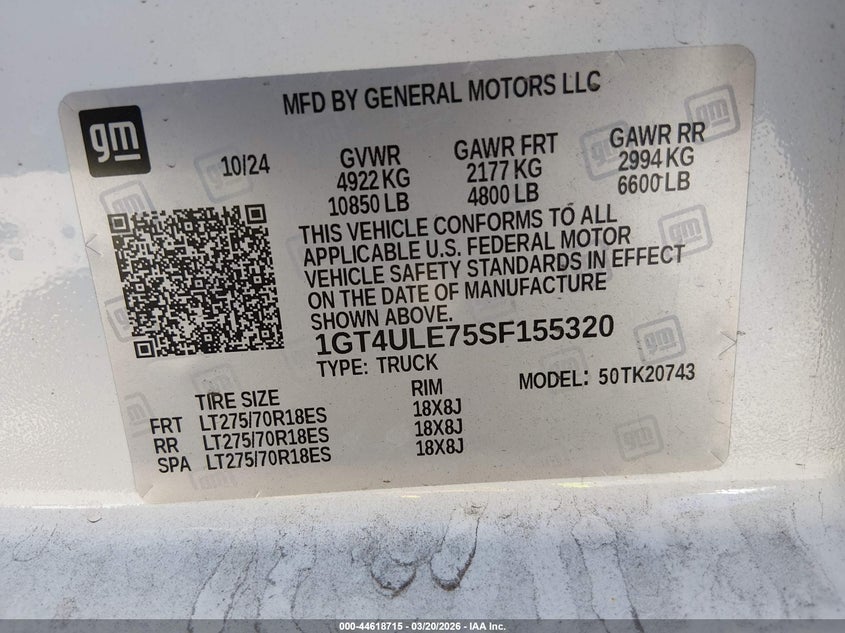 MFD BY GENERAL MOTORS LLC
gm
10/24
GVWR
4922 KG
10850 LB
GAWR FRT
2177 KG
4800 LB
GAWR RR
2994 KG
6600 LB
THIS VEHICLE CONFORMS TO ALL
APPLICABLE U.S. FEDERAL MOTOR
VEHICLE SAFETY STANDARDS IN EFFECT
ON THE DATE OF MANUFACTURE
SHOWN ABOVE.
1GT4ULE75SF155320
TYPE: TRUCK
MODEL: 50TK20743
TIRE SIZE RIM
FRT LT275/70R18ES 18X8J
RR LT275/70R18ES 18X8J
SPA LT275/70R18ES 18X8J
000-44618715 — 03/20/2026 — IAA Inc.